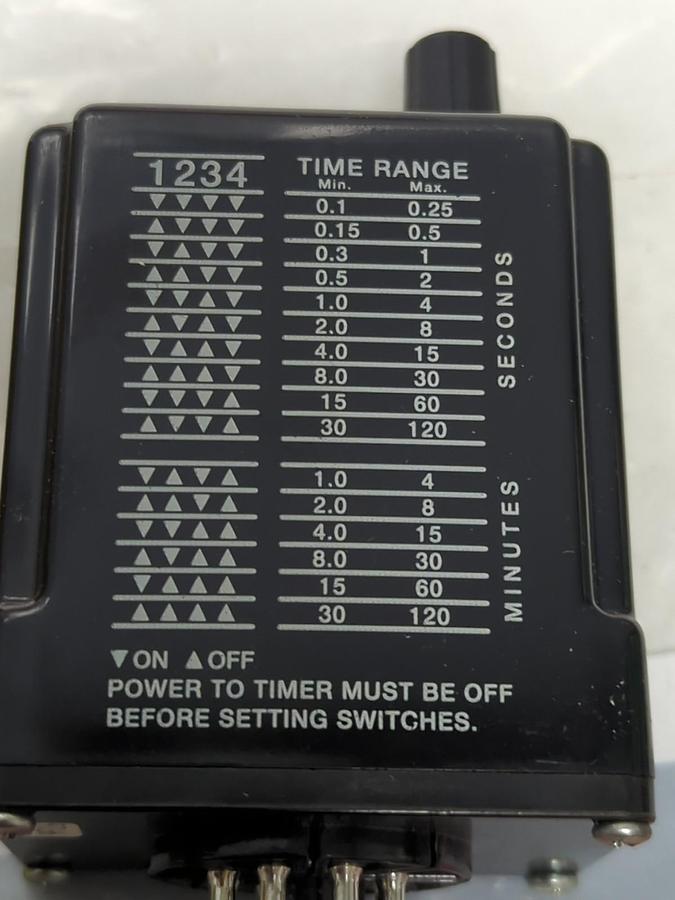 1234 TIME RANGE
Min. Max.
▼▼▼▼ 0.1 0.25
▲▼▼▼ 0.15 0.5
▼▲▼▼ 0.3 1
▲▲▼▼ 0.5 2
▼▼▲▼ 1.0 4
▲▼▲▼ 2.0 8
▼▲▲▼ 4.0 15
▲▲▲▼ 8.0 30
▼▼▼▲ 15 60
▲▼▼▲ 30 120
SECONDS
▼▲▼▲ 1.0 4
▲▲▼▲ 2.0 8
▼▼▲▲ 4.0 15
▲▼▲▲ 8.0 30
▼▲▲▲ 15 60
▲▲▲▲ 30 120
MINUTES
▼ON ▲OFF
POWER TO TIMER MUST BE OFF
BEFORE SETTING SWITCHES.